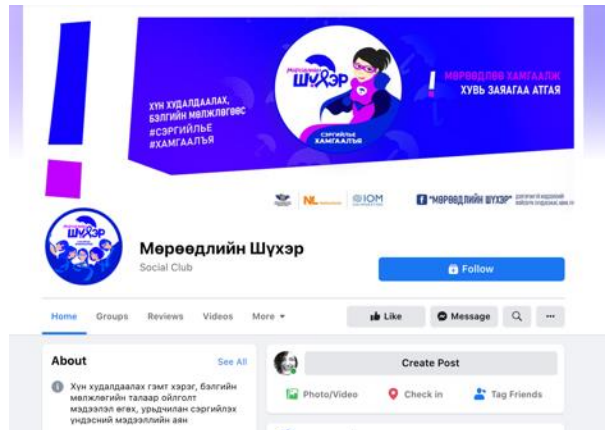 МӨРӨӨДЛИЙН
ШҮХЭР
ХҮН ХУДАЛДААЛАХ,
БЭЛГИЙН МӨЛЖЛӨГӨӨС
#СЭРГИЙЛЬЕ
#ХАМГААЛЪЯ
СЭРГИЙЛЬЕ
ХАМГААЛЪЯ
МӨРӨӨДЛӨӨ ХАМГААЛЖ
ХУВЬ ЗАЯАГАА АТГАЯ
NL
IOM
"МӨРӨӨДЛИЙН ШҮХЭР"
ШҮХЭР
Мөрөөдлийн Шүхэр
Social Club
Follow
Home Groups Reviews Videos More
Like Message
About See All
Create Post
Хүн худалдаалах гэмт хэрэг, бэлгийн
мөлжлөгийн талаар ойлголт
мэдээлэл өгөх, урьдчилан сэргийлэх
үндэсний мэдээллийн аян
Photo/Video Check in Tag Friends